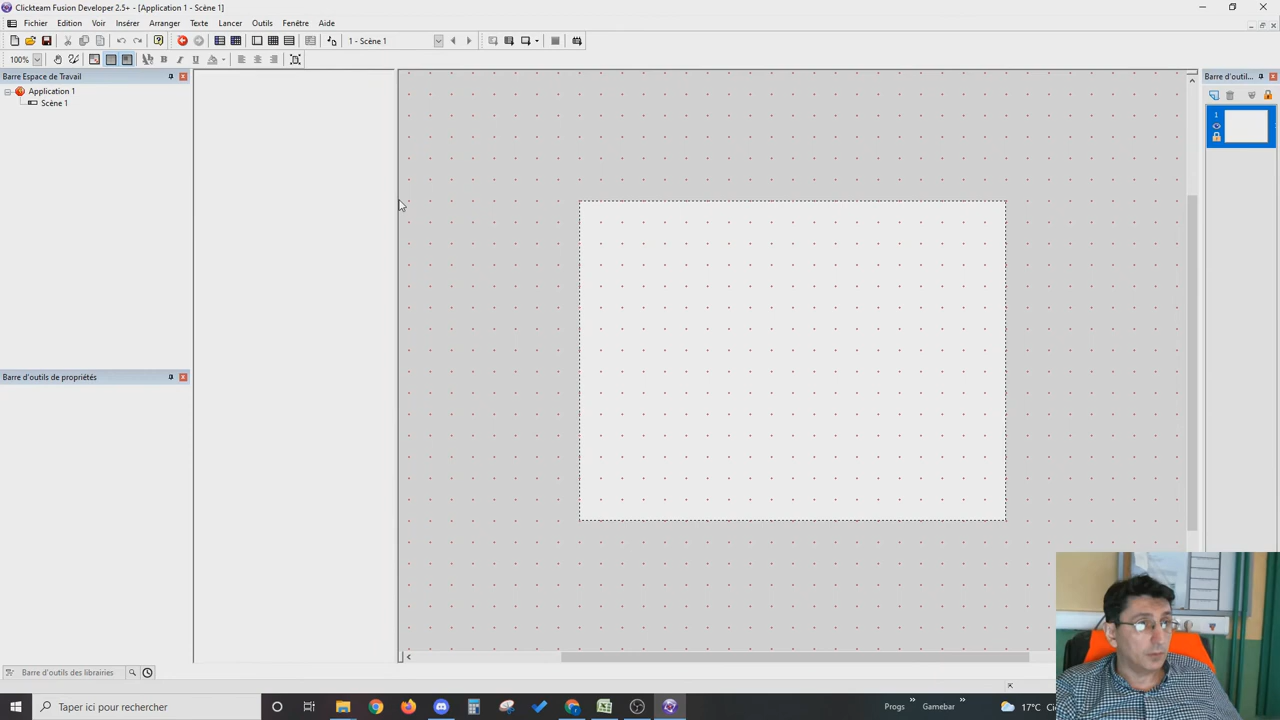 Clickteam Fusion Developer 2.5+ - [Application 1 - Scène 1]
Fichier Edition Voir Insérer Arranger Texte Lancer Outils Fenêtre Aide
1 - Scène 1
100%
Barre Espace de Travail
Application 1
Scène 1
Barre d'outils de propriétés
Barre d'outil...
1
Barre d'outils des librairies
Taper ici pour rechercher
Progs
Gamebar
17°C